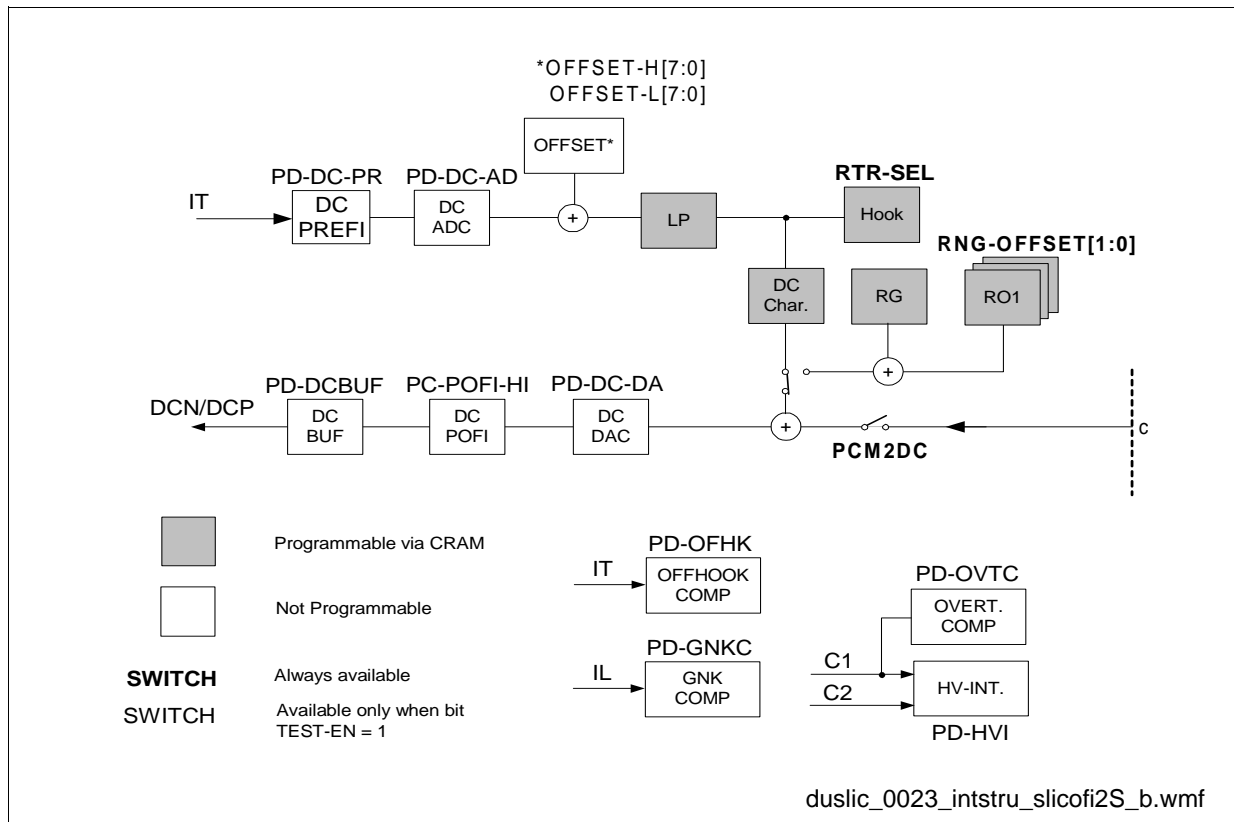 *OFFSET-H[7:0]
OFFSET-L[7:0]
OFFSET*
PD-DC-PR
PD-DC-AD
RTR-SEL
IT
DC
PREFI
DC
ADC
+
LP
Hook
RNG-OFFSET[1:0]
DC
Char.
RG
RO1
+
PD-DCBUF
PC-POFI-HI
PD-DC-DA
DCN/DCP
DC
BUF
DC
POFI
DC
DAC
+
PCM2DC
c
Programmable via CRAM
Not Programmable
SWITCH
Always available
SWITCH
Available only when bit
TEST-EN = 1
PD-OFHK
IT
OFFHOOK
COMP
PD-GNKC
IL
GNK
COMP
PD-OVTC
OVERT.
COMP
C1
C2
HV-INT.
PD-HVI
duslic_0023_intstru_slicofi2S_b.wmf